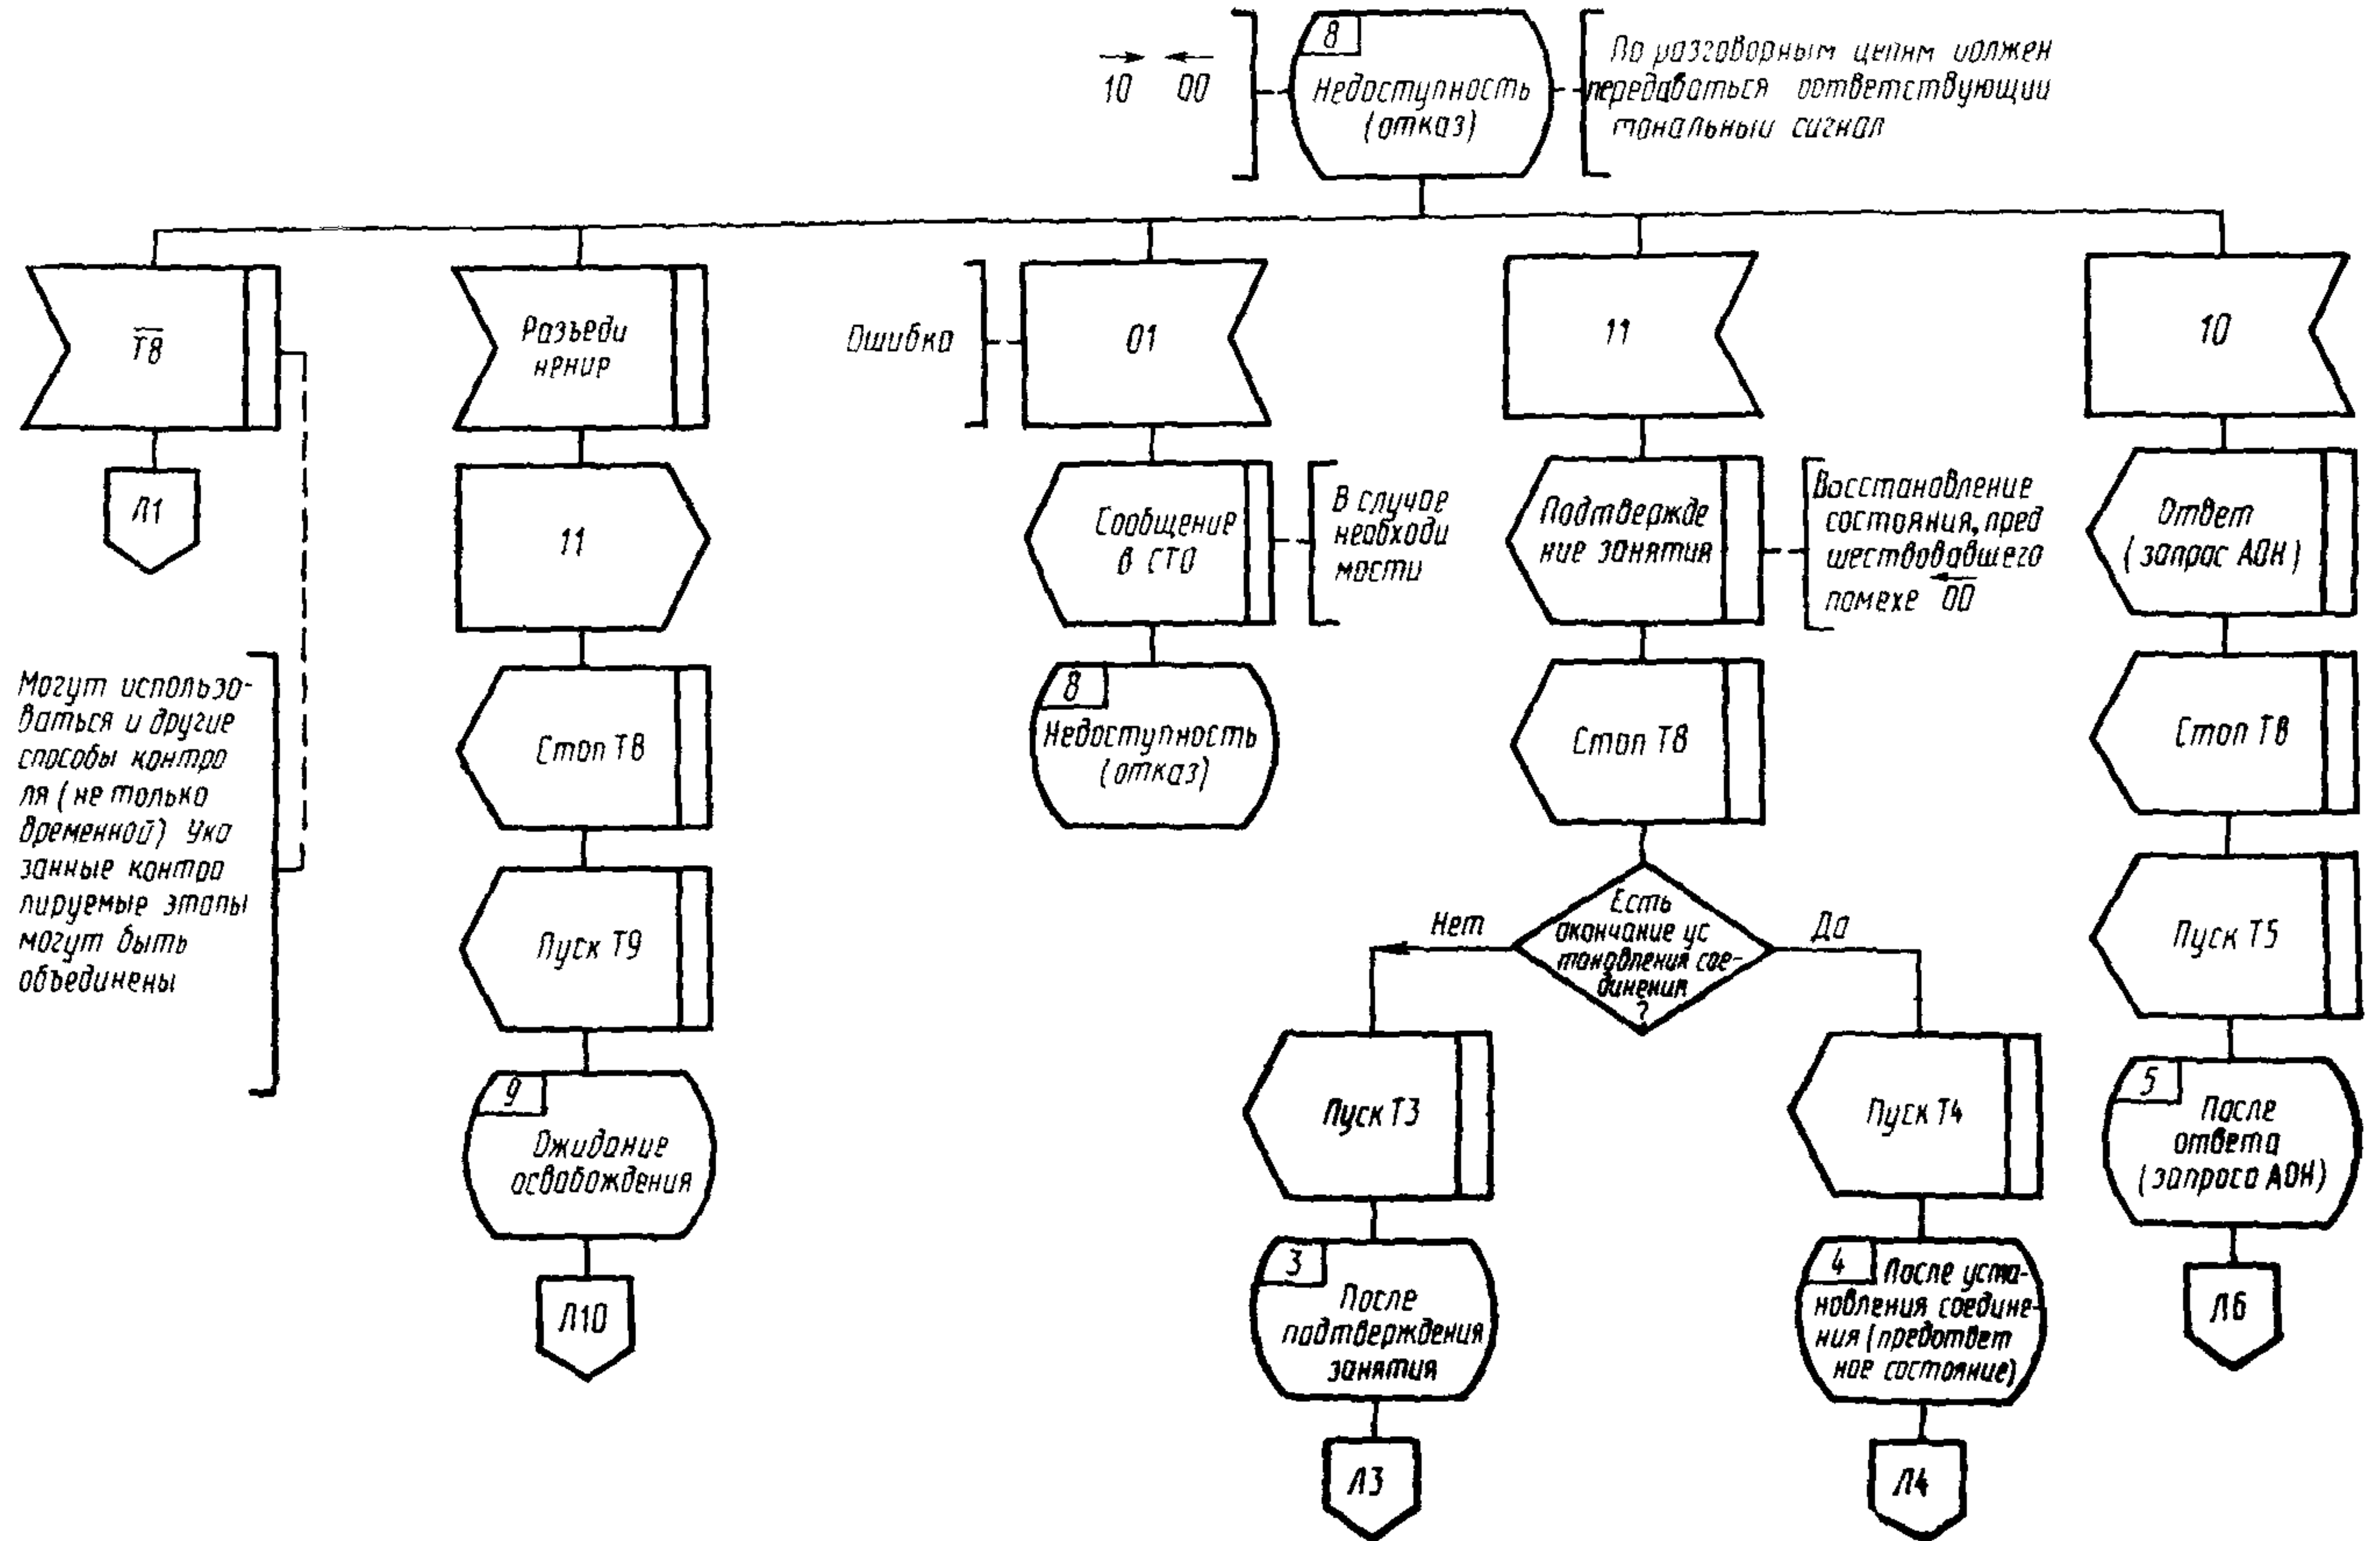 10 00
8
Недоступность
(отказ)
По разговорным цепям должен
передаваться соответствующий
тональный сигнал
Т8
Л1
Могут использо-
ваться и другие
способы контро
ля (не только
временной) Ука
занные контро
лируемые этапы
могут быть
объединены
Разъеди
нение
11
Стоп Т8
Пуск Т9
9
Ожидание
освобождения
Л10
Ошибка
01
Сообщение
в СТО
В случае
необходи
мости
8
Недоступность
(отказ)
11
Подтвержде
ние занятия
Восстановление
состояния, пред
шествовавшего
помехе 00
Стоп Т8
Есть
окончание ус
тановления сое-
динения
?
Нет
Да
Пуск Т3
3
После
подтверждения
занятия
Л3
Пуск Т4
4
После уста-
новления соедине-
ния (предответ
ное состояние)
Л4
10
Ответ
(запрос АОН)
Стоп Т8
Пуск Т5
5
После
ответа
(запроса АОН)
Л6